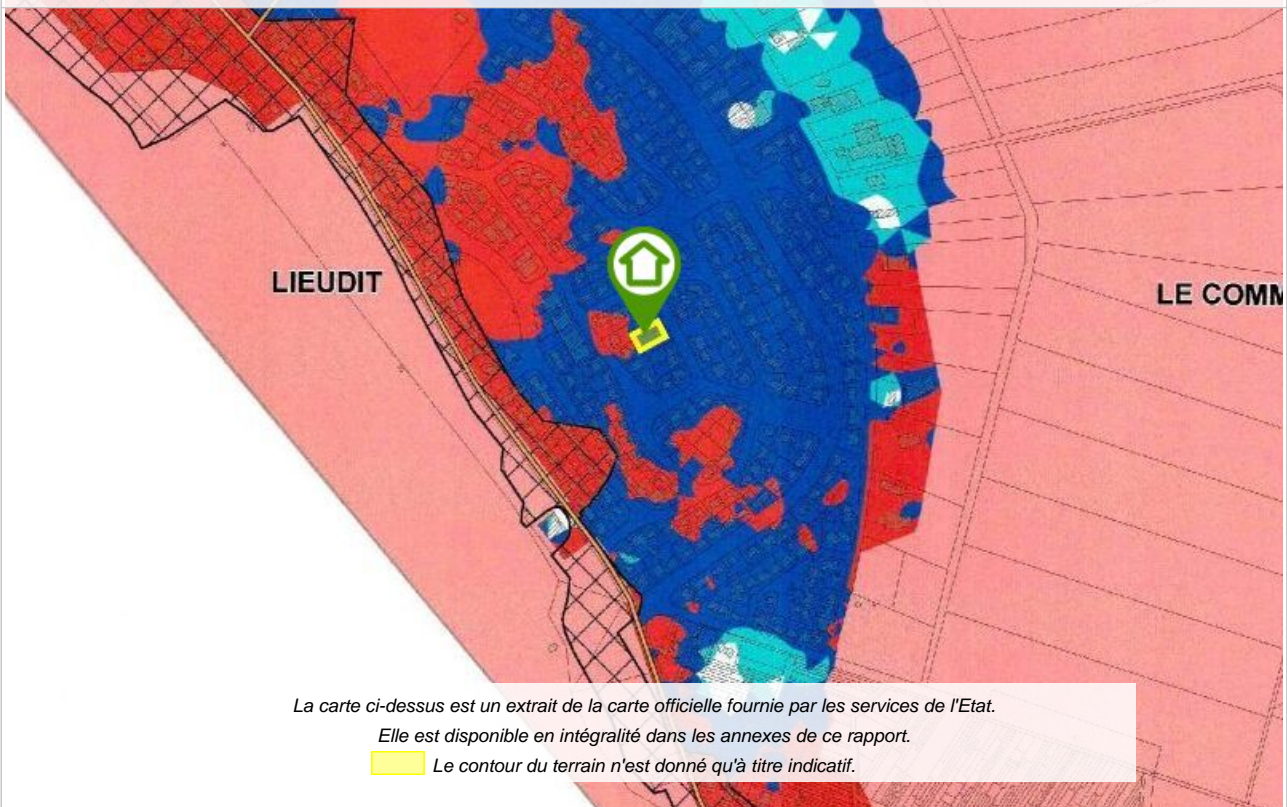 LIEUDIT
LE COMM
La carte ci-dessus est un extrait de la carte officielle fournie par les services de l'Etat.
Elle est disponible en intégralité dans les annexes de ce rapport.
Le contour du terrain n'est donné qu'à titre indicatif.